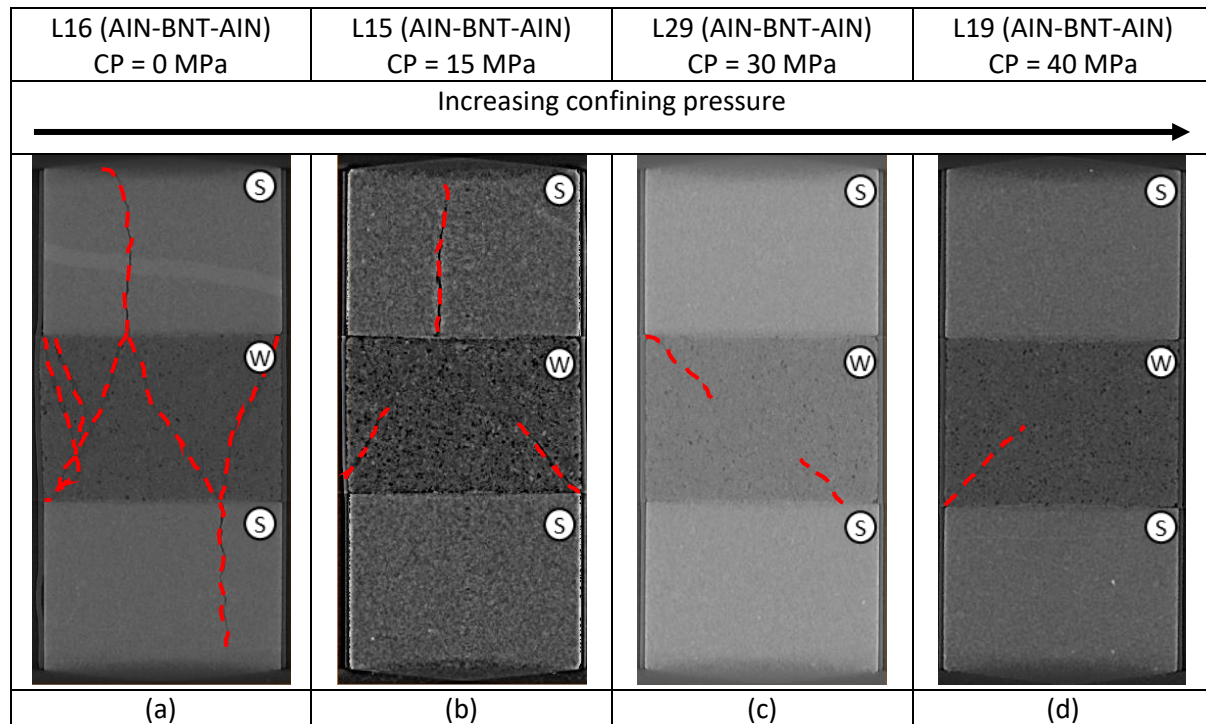 L16 (AIN-BNT-AIN)
CP = 0 MPa
L15 (AIN-BNT-AIN)
CP = 15 MPa
L29 (AIN-BNT-AIN)
CP = 30 MPa
L19 (AIN-BNT-AIN)
CP = 40 MPa
Increasing confining pressure
S
S
S
S
W
W
W
W
S
S
S
S
(a)
(b)
(c)
(d)